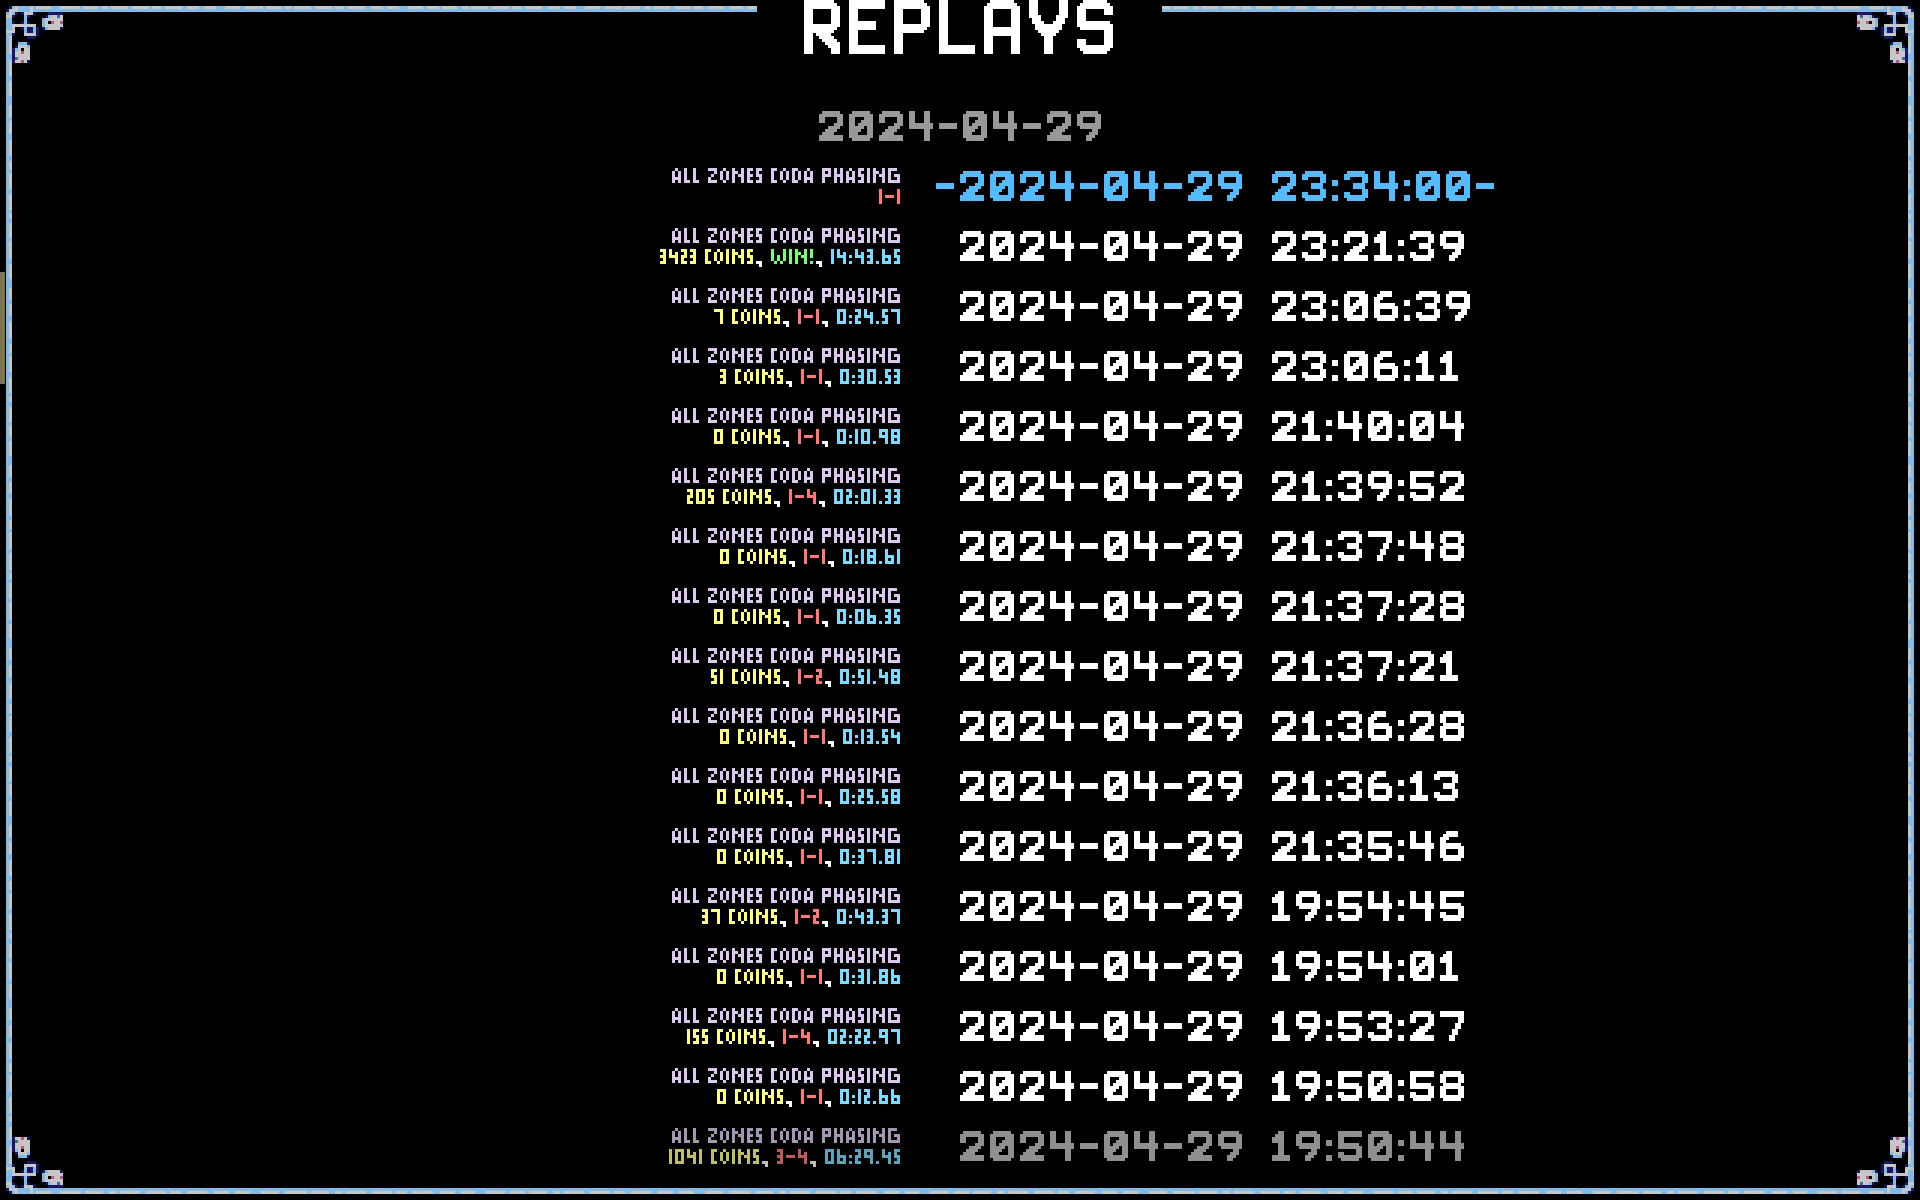 REPLAYS
2024-04-29
ALL ZONES CODA PHASING
1-1
-2024-04-29 23:34:00-
ALL ZONES CODA PHASING
3423 COINS, WIN!, 14:43.65
2024-04-29 23:21:39
ALL ZONES CODA PHASING
7 COINS, 1-1, 0:24.57
2024-04-29 23:06:39
ALL ZONES CODA PHASING
3 COINS, 1-1, 0:30.53
2024-04-29 23:06:11
ALL ZONES CODA PHASING
0 COINS, 1-1, 0:10.98
2024-04-29 21:40:04
ALL ZONES CODA PHASING
205 COINS, 1-4, 02:01.33
2024-04-29 21:39:52
ALL ZONES CODA PHASING
0 COINS, 1-1, 0:18.61
2024-04-29 21:37:48
ALL ZONES CODA PHASING
0 COINS, 1-1, 0:06.35
2024-04-29 21:37:28
ALL ZONES CODA PHASING
51 COINS, 1-2, 0:51.48
2024-04-29 21:37:21
ALL ZONES CODA PHASING
0 COINS, 1-1, 0:13.54
2024-04-29 21:36:28
ALL ZONES CODA PHASING
0 COINS, 1-1, 0:25.58
2024-04-29 21:36:13
ALL ZONES CODA PHASING
0 COINS, 1-1, 0:37.81
2024-04-29 21:35:46
ALL ZONES CODA PHASING
37 COINS, 1-2, 0:43.37
2024-04-29 19:54:45
ALL ZONES CODA PHASING
0 COINS, 1-1, 0:31.86
2024-04-29 19:54:01
ALL ZONES CODA PHASING
155 COINS, 1-4, 02:22.97
2024-04-29 19:53:27
ALL ZONES CODA PHASING
0 COINS, 1-1, 0:12.66
2024-04-29 19:50:58
ALL ZONES CODA PHASING
1041 COINS, 3-4, 06:29.45
2024-04-29 19:50:44